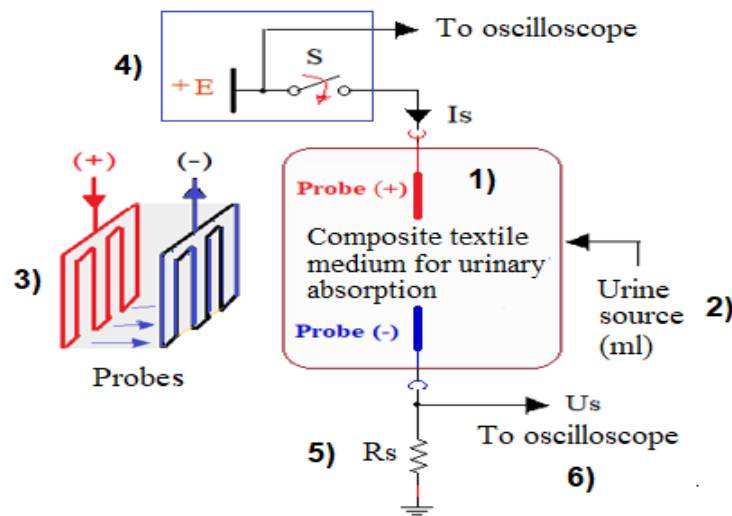 To oscilloscope
4)
S
+E
Is
(+)
(-)
1)
Probe (+)
Composite textile
medium for urinary
absorption
3)
Urine
source
(ml)
2)
Probe (-)
Probes
Us
To oscilloscope
5)
Rs
6)